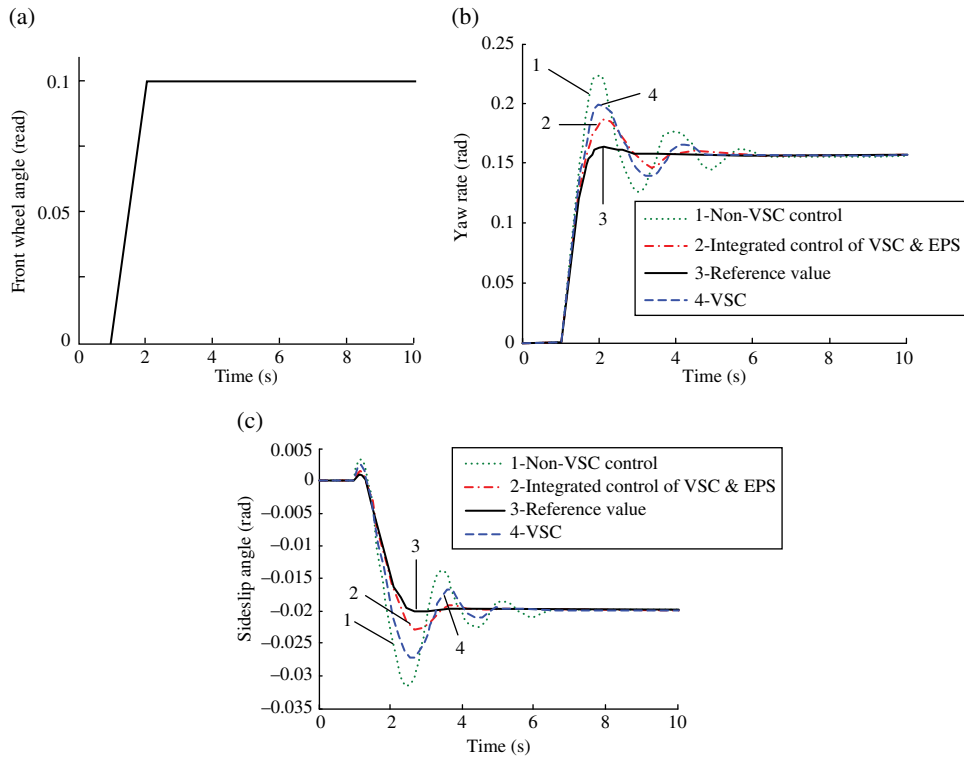 (a)
0.1
0.05
0
0
2
4
6
8
10
Front wheel angle (read)
Time (s)
(b)
0.25
0.2
0.15
0.1
0.05
0
0
2
4
6
8
10
Yaw rate (rad)
Time (s)
1
4
2
3
1-Non-VSC control
2-Integrated control of VSC & EPS
3-Reference value
4-VSC
(c)
0.005
0
–0.005
–0.01
–0.015
–0.02
–0.025
–0.03
–0.035
0
2
4
6
8
10
Sideslip angle (rad)
Time (s)
3
2
1
4
1-Non-VSC control
2-Integrated control of VSC & EPS
3-Reference value
4-VSC